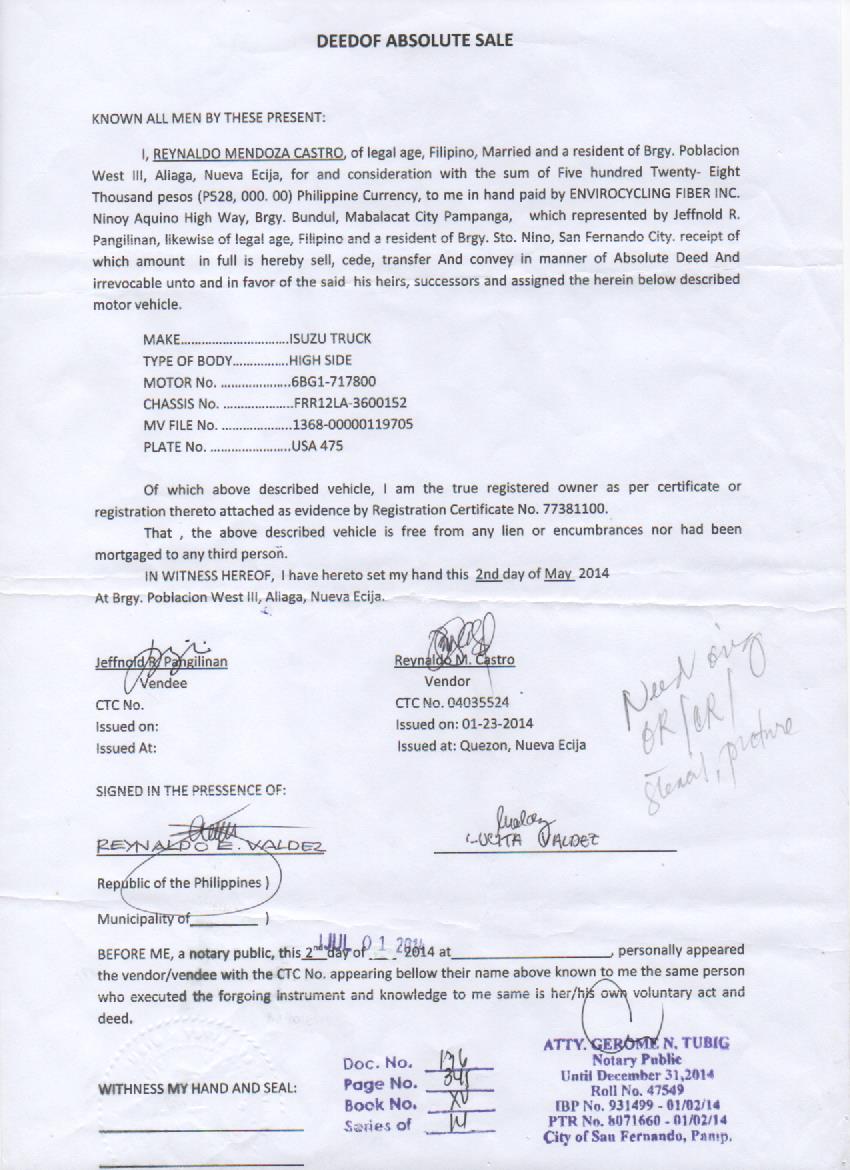 DEEDOF ABSOLUTE SALE
KNOWN ALL MEN BY THESE PRESENT:
I, REYNALDO MENDOZA CASTRO, of legal age, Filipino, Married and a resident of Brgy. Poblacion
West III, Aliaga, Nueva Ecija, for and consideration with the sum of Five hundred Twenty- Eight
Thousand pesos (P528, 000. 00) Philippine Currency, to me in hand paid by ENVIROCYCLING FIBER INC.
Ninoy Aquino High Way, Brgy. Bundul, Mabalacat City Pampanga, which represented by Jeffnold R.
Pangilinan, likewise of legal age, Filipino and a resident of Brgy. Sto. Nino, San Fernando City. receipt of
which amount in full is hereby sell, cede, transfer And convey in manner of Absolute Deed And
irrevocable unto and in favor of the said his heirs, successors and assigned the herein below described
motor vehicle.
MAKE...............................ISUZU TRUCK
TYPE OF BODY................HIGH SIDE
MOTOR No. ....................6BG1-717800
CHASSIS No. ....................FRR12LA-3600152
MV FILE No. ....................1368-00000119705
PLATE No. .......................USA 475
Of which above described vehicle, I am the true registered owner as per certificate or
registration thereto attached as evidence by Registration Certificate No. 77381100.
That , the above described vehicle is free from any lien or encumbrances nor had been
mortgaged to any third person.
IN WITNESS HEREOF, I have hereto set my hand this 2nd day of May 2014
At Brgy. Poblacion West III, Aliaga, Nueva Ecija.
Jeffnold R. Pangilinan Reynaldo M. Castro
Vendee Vendor
CTC No. CTC No. 04035524
Issued on: Issued on: 01-23-2014
Issued At: Issued at: Quezon, Nueva Ecija
Need orig
OR/CR/
Stencil, picture
SIGNED IN THE PRESSENCE OF:
REYNALDO E. VALDEZ LUCITA VALDEZ
Republic of the Philippines )
Municipality of__________ )
BEFORE ME, a notary public, this 2 day of JUL 01 2014 2014 at____________________, personally appeared
the vendor/vendee with the CTC No. appearing bellow their name above known to me the same person
who executed the forgoing instrument and knowledge to me same is her/his own voluntary act and
deed.
WITHNESS MY HAND AND SEAL:
Doc. No. 176
Page No. 341
Book No. XV
Series of 14
ATTY. GEROME N. TUBIG
Notary Public
Until December 31,2014
Roll No. 47549
IBP No. 931499 - 01/02/14
PTR No. 8071660 - 01/02/14
City of San Fernando, Pamp.